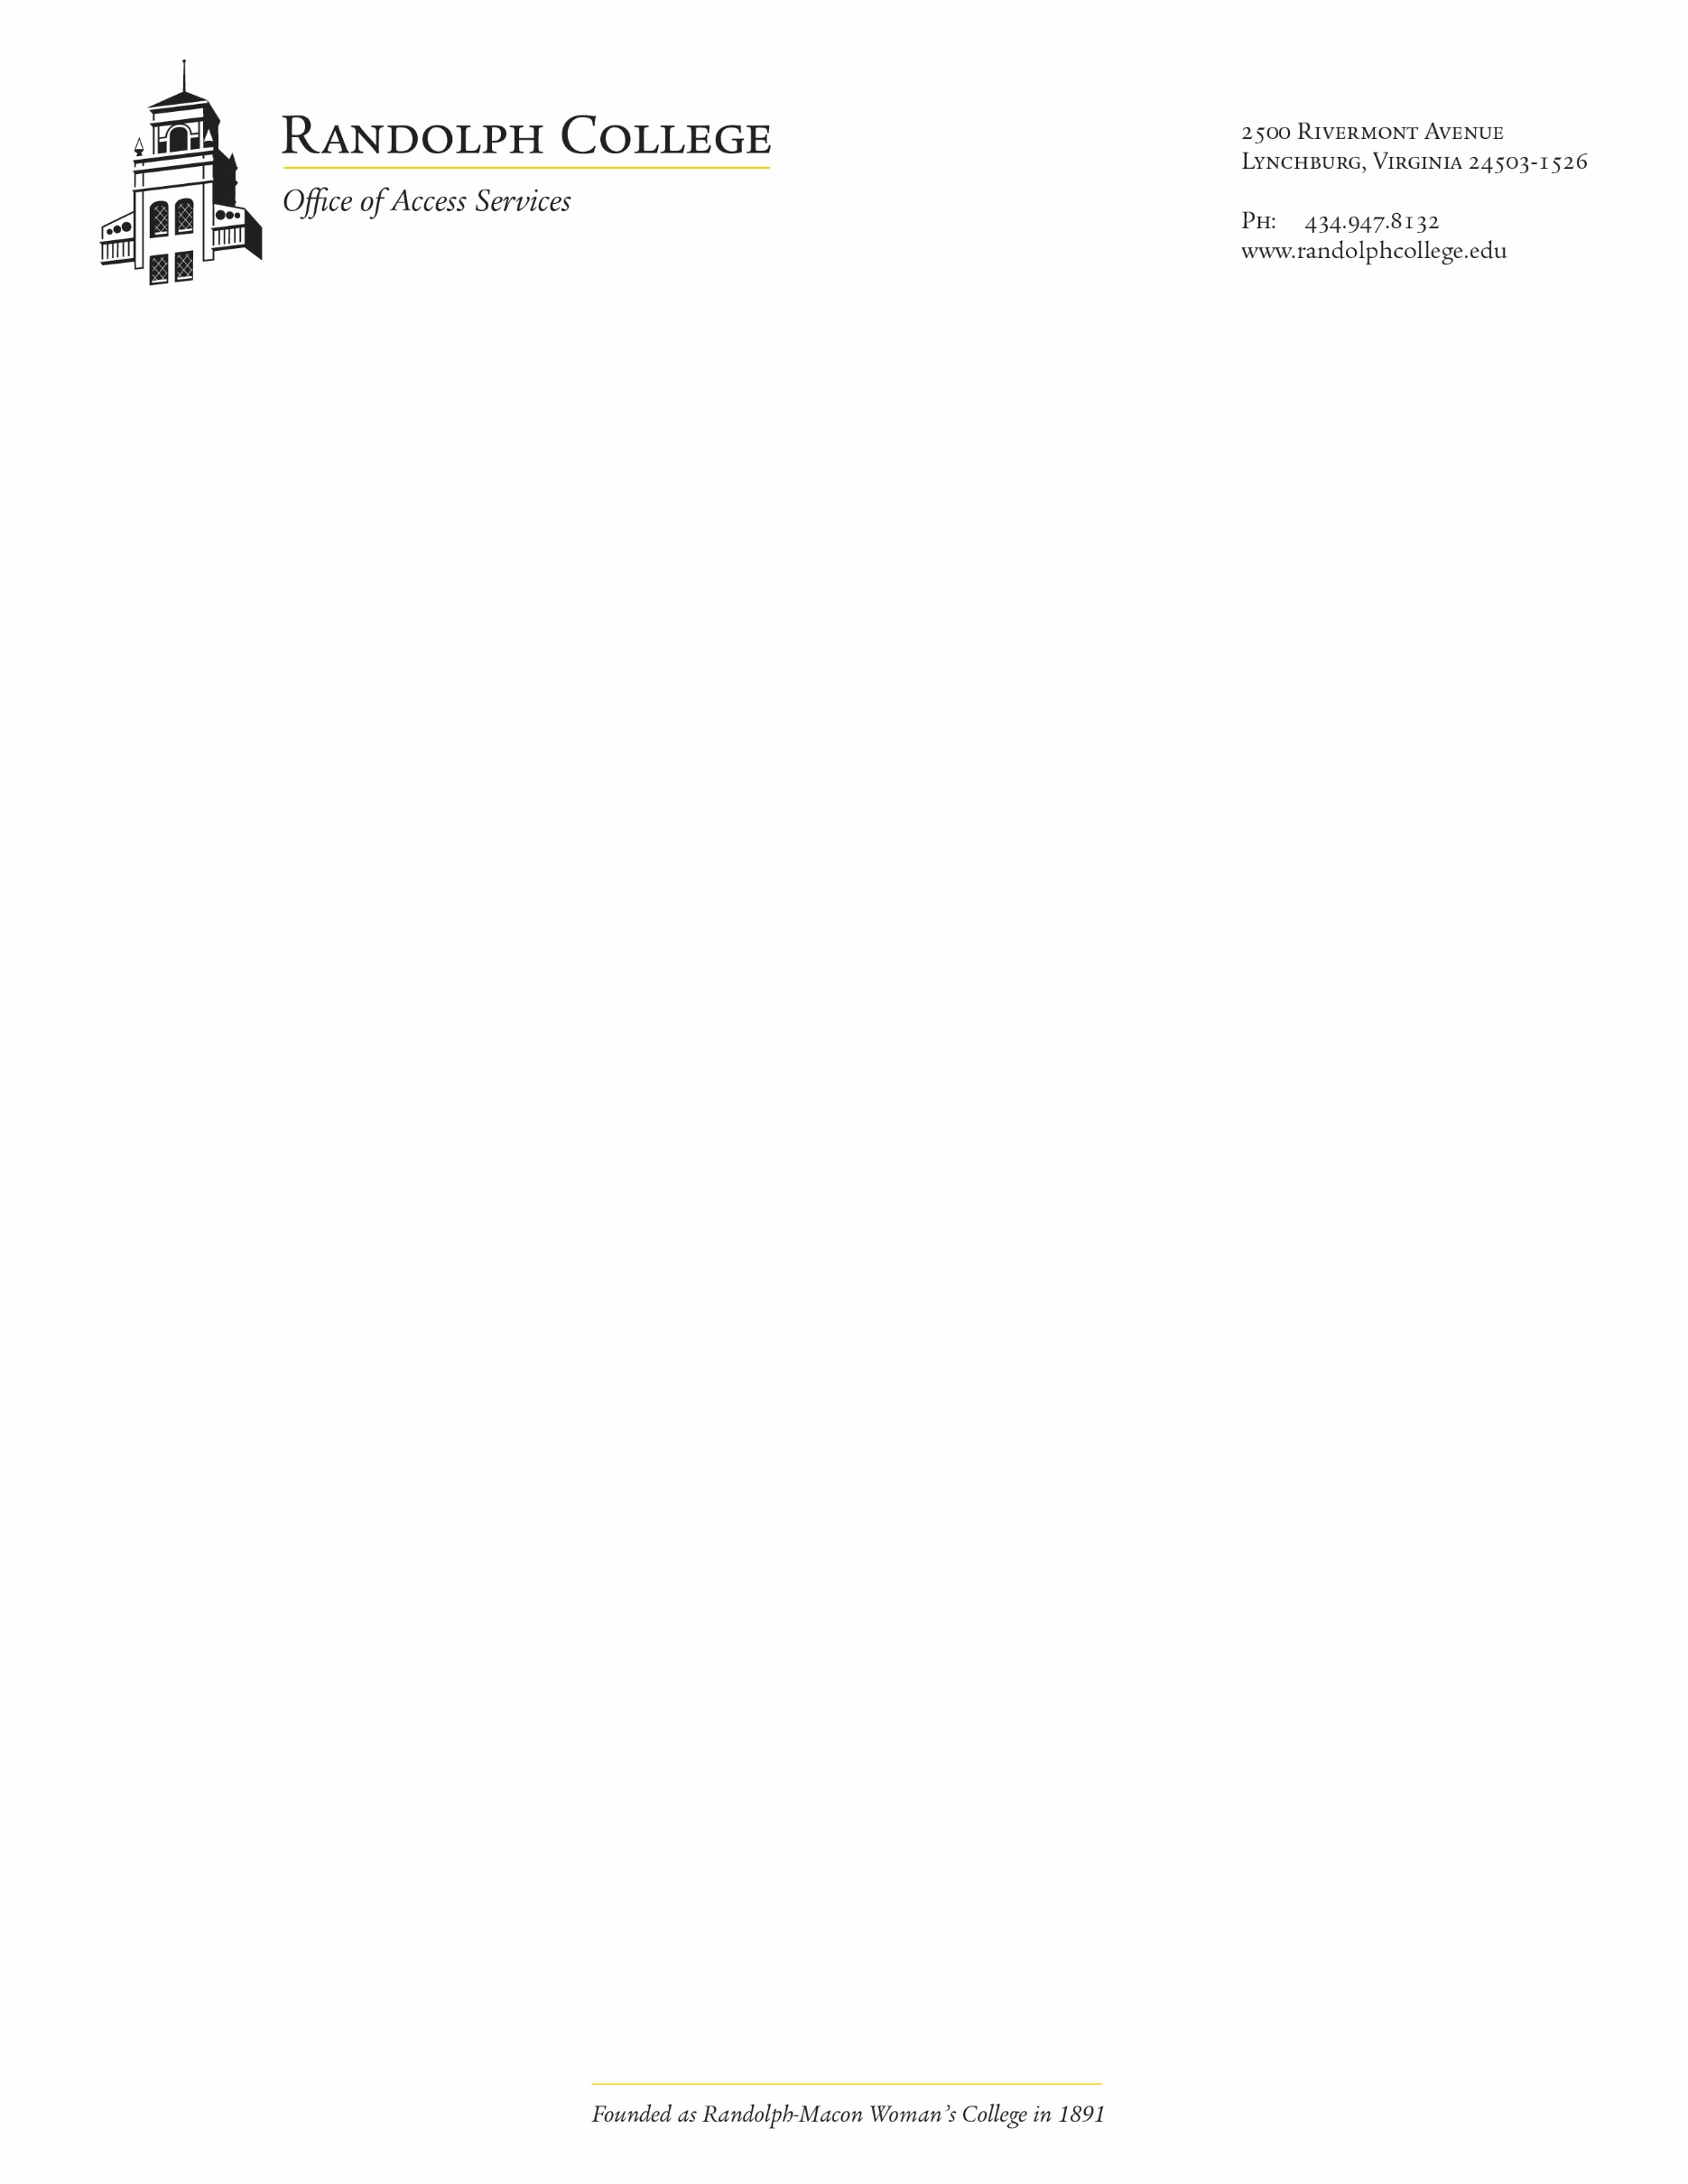 Randolph College
Office of Access Services
2500 Rivermont Avenue
Lynchburg, Virginia 24503-1526
Ph: 434.947.8132
www.randolphcollege.edu
Founded as Randolph-Macon Woman’s College in 1891